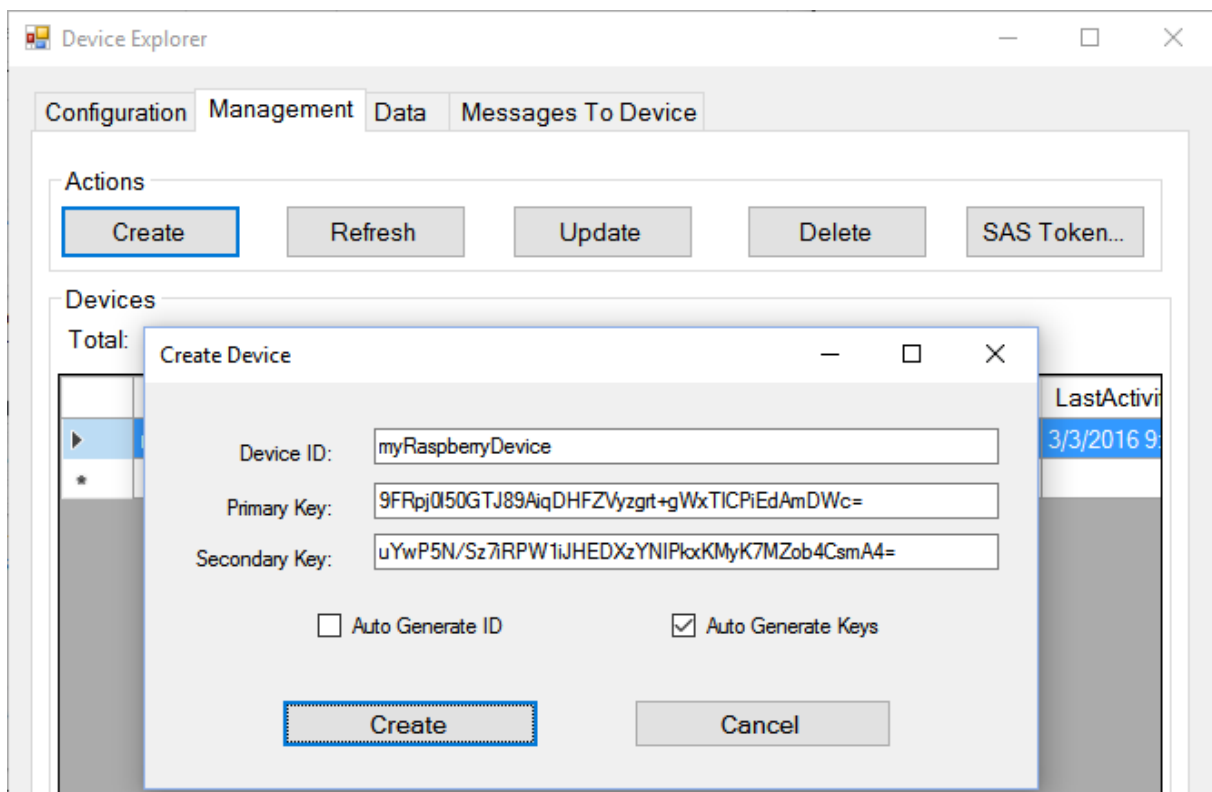 Device Explorer
Configuration Management Data Messages To Device
Actions
Create Refresh Update Delete SAS Token...
Devices
Total:
Create Device
LastActivi
3/3/2016 9:
Device ID: myRaspberryDevice
Primary Key: 9FRpj0I50GTJ89AiqDHFZVyzgrt+gWxTICPiEdAmDWc=
Secondary Key: uYwP5N/Sz7iRPW1iJHEDXzYNIPkxKMyK7MZob4CsmA4=
Auto Generate ID Auto Generate Keys
Create Cancel